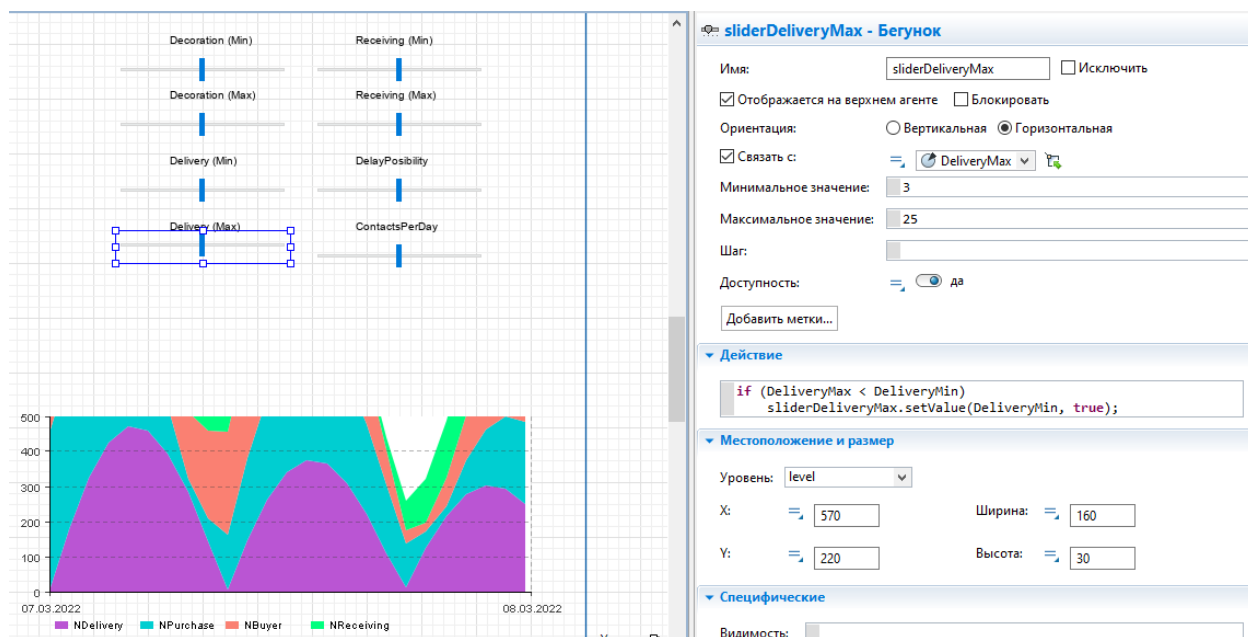 Decoration (Min)
Receiving (Min)
Decoration (Max)
Receiving (Max)
Delivery (Min)
DelayPosibility
Delivery (Max)
ContactsPerDay
500
400
300
200
100
0
07.03.2022
08.03.2022
NDelivery
NPurchase
NBuyer
NReceiving
sliderDeliveryMax - Бегунок
Имя: sliderDeliveryMax Исключить
Отображается на верхнем агенте Блокировать
Ориентация: Вертикальная Горизонтальная
Связать с: DeliveryMax
Минимальное значение: 3
Максимальное значение: 25
Шаг:
Доступность: да
Добавить метки...
Действие
if (DeliveryMax < DeliveryMin)
sliderDeliveryMax.setValue(DeliveryMin, true);
Местоположение и размер
Уровень: level
X: 570 Ширина: 160
Y: 220 Высота: 30
Специфические
Видимость: